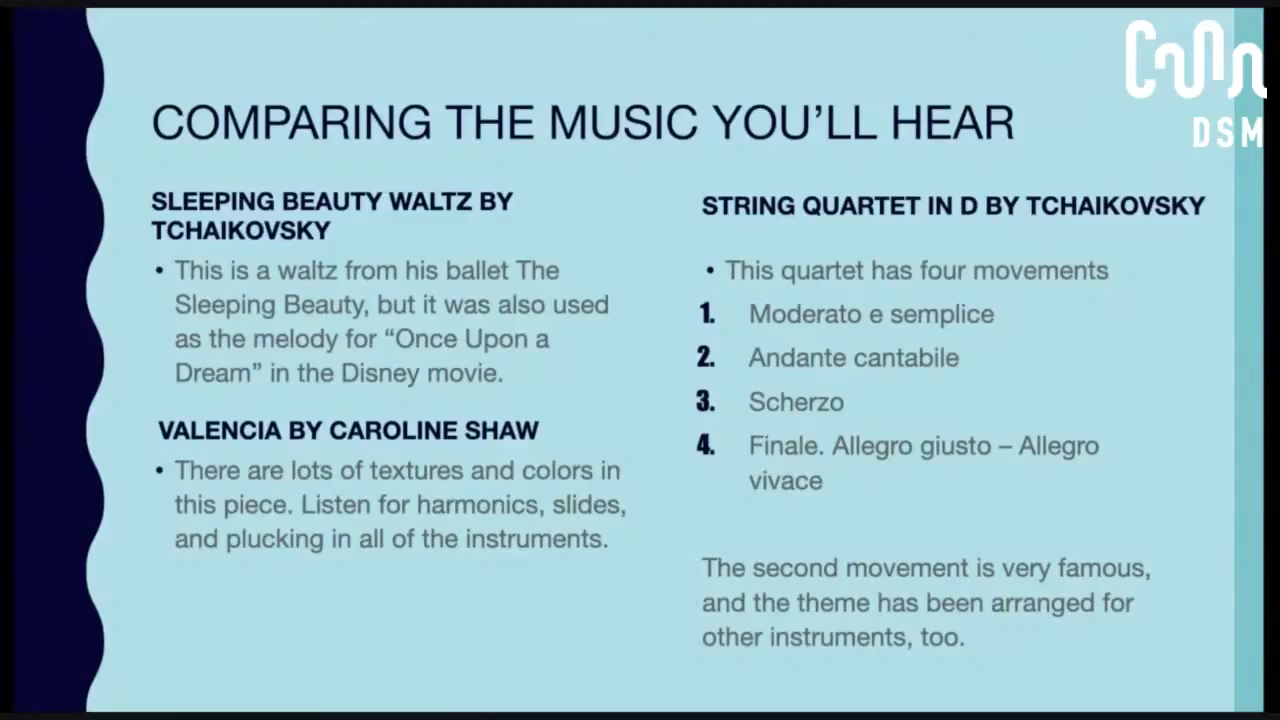 COMPARING THE MUSIC YOU'LL HEAR
SLEEPING BEAUTY WALTZ BY
TCHAIKOVSKY
• This is a waltz from his ballet The
Sleeping Beauty, but it was also used
as the melody for “Once Upon a
Dream” in the Disney movie.
VALENCIA BY CAROLINE SHAW
• There are lots of textures and colors in
this piece. Listen for harmonics, slides,
and plucking in all of the instruments.
STRING QUARTET IN D BY TCHAIKOVSKY
• This quartet has four movements
1. Moderato e semplice
2. Andante cantabile
3. Scherzo
4. Finale. Allegro giusto – Allegro
vivace
The second movement is very famous,
and the theme has been arranged for
other instruments, too.
DSM